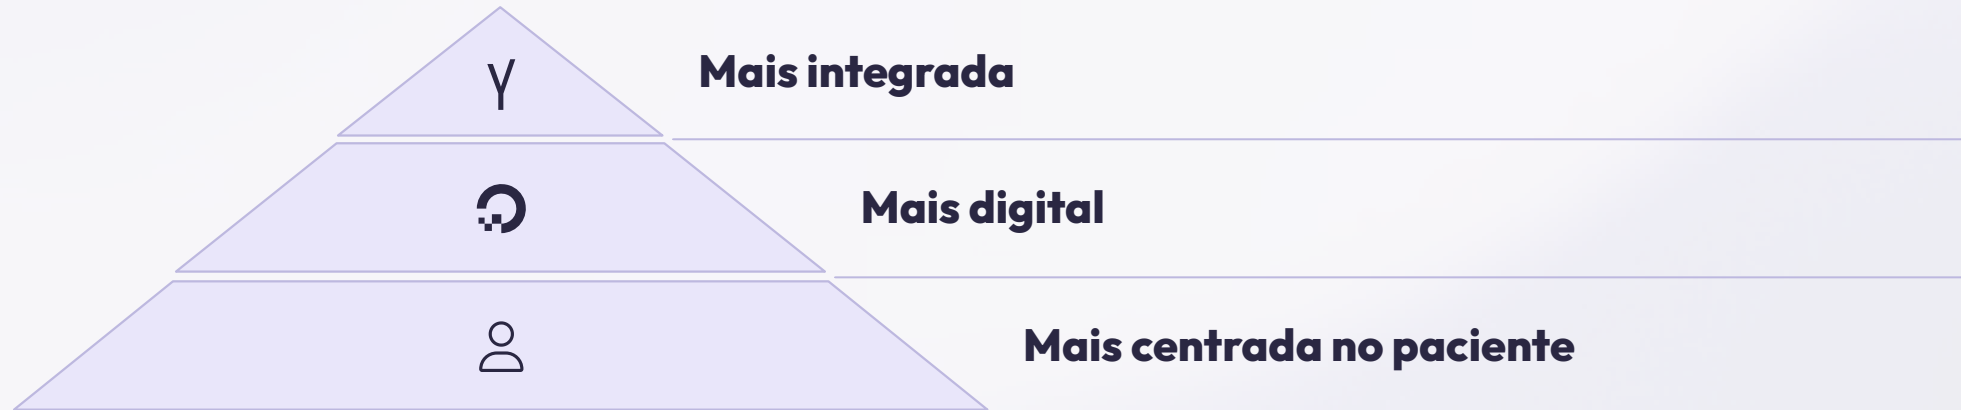 Mais integrada
Mais digital
Mais centrada no paciente